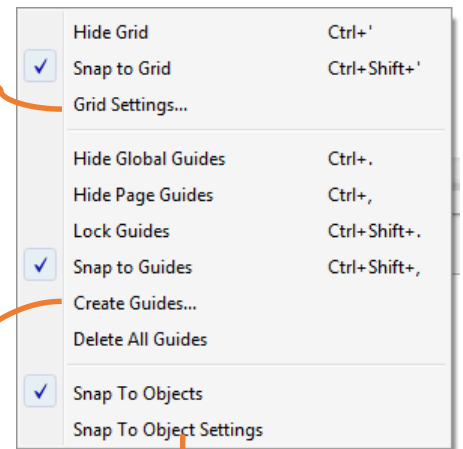 Hide Grid Ctrl+'
Snap to Grid Ctrl+Shift+'
Grid Settings...
Hide Global Guides Ctrl+.
Hide Page Guides Ctrl+,
Lock Guides Ctrl+Shift+.
Snap to Guides Ctrl+Shift+,
Create Guides...
Delete All Guides
Snap To Objects
Snap To Object Settings